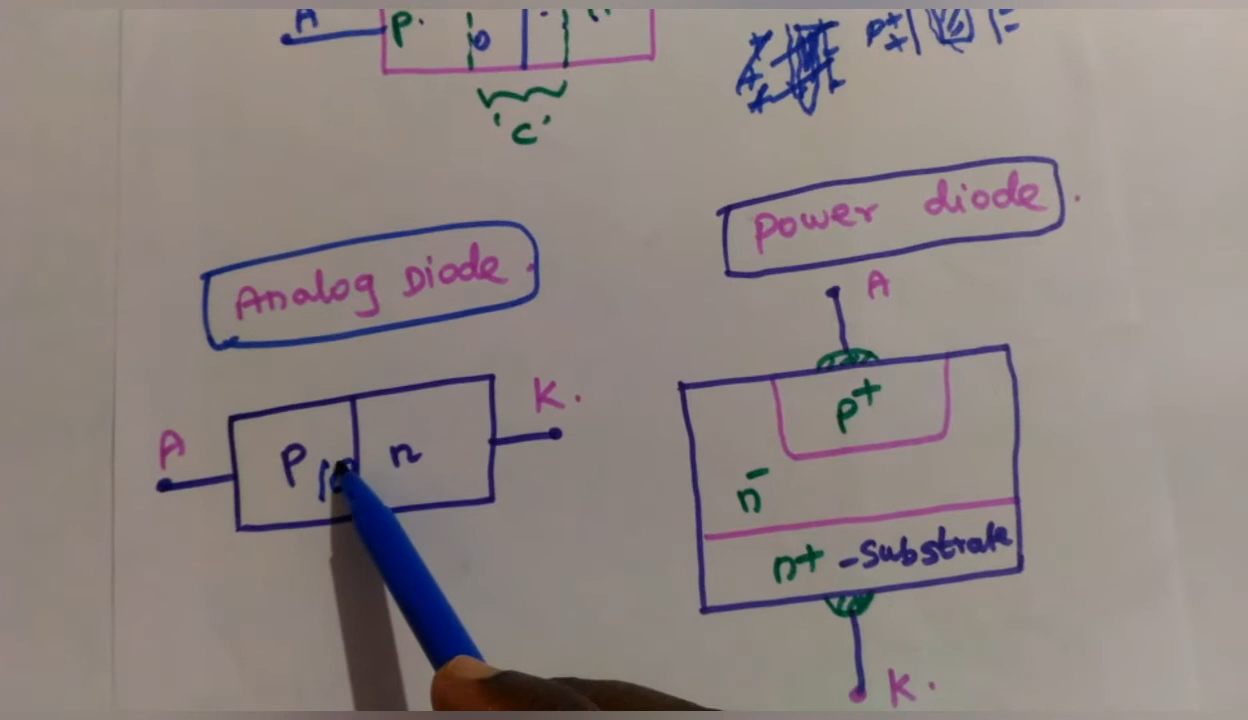 A
P.
'C'
P+
Power diode.
Analog Diode.
A
K.
A
P
n
P+
n-
n+ -Substrate
K.